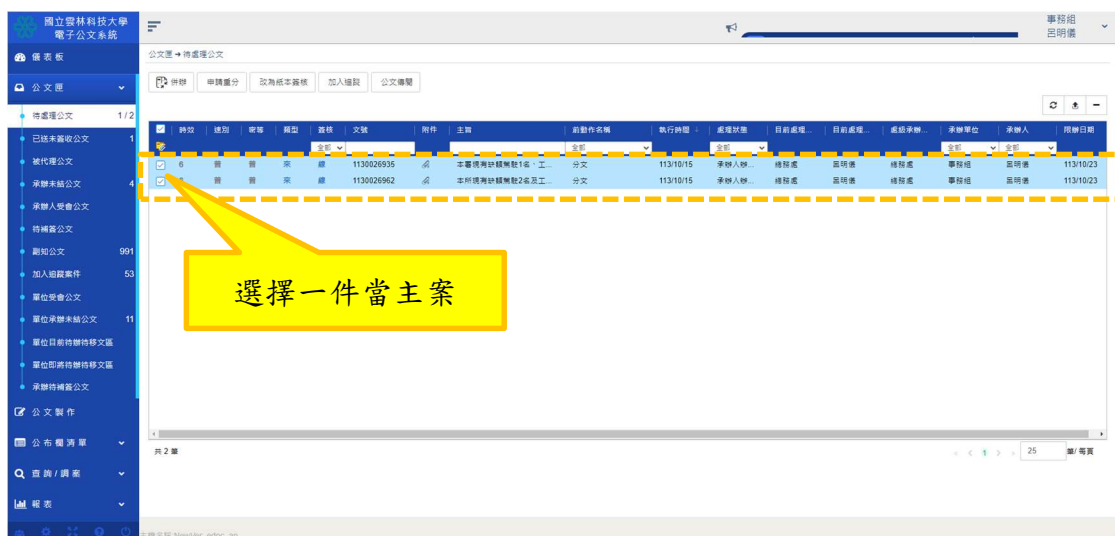 國立雲林科技大學
電子公文系統
事務組
呂明儀
儀表板
公文匣
待處理公文 1/2
已送未簽收公文 1
被代理公文
承辦未結公文 4
承辦人受會公文
待補簽公文
副知公文 991
加入追蹤案件 53
單位受會公文
單位承辦未結公文 11
單位目前待辦待移文區
單位即將待辦待移文區
承辦待補簽公文
公文製作
公布欄清單
查詢/調案
報表
公文匣 ➔ 待處理公文
併辦 申請重分 改為紙本簽核 加入追蹤 公文傳閱
時效 速別 密等 類型 簽核 文號 附件 主旨 前動作名稱 執行時間 處理狀態 目前處理... 目前處理... 處級承辦... 承辦單位 承辦人 限辦日期
全部 全部 全部 全部 全部
6 普 普 來 線 1130026935 本署現有缺額駕駛1名、工... 分文 113/10/15 承辦人辦... 總務處 呂明儀 總務處 事務組 呂明儀 113/10/23
普 普 來 線 1130026962 本所現有缺額駕駛2名及工... 分文 113/10/15 承辦人辦... 總務處 呂明儀 總務處 事務組 呂明儀 113/10/23
選擇一件當主案
共 2 筆
1 25 筆/每頁